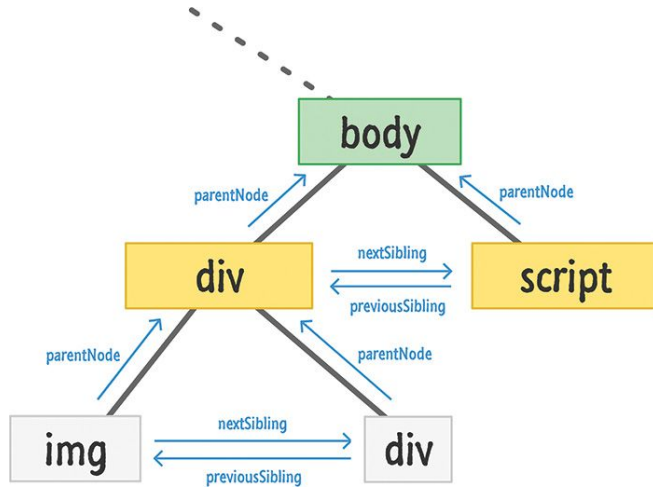 body
parentNode
parentNode
div
nextSibling
previousSibling
script
parentNode
parentNode
img
nextSibling
previousSibling
div